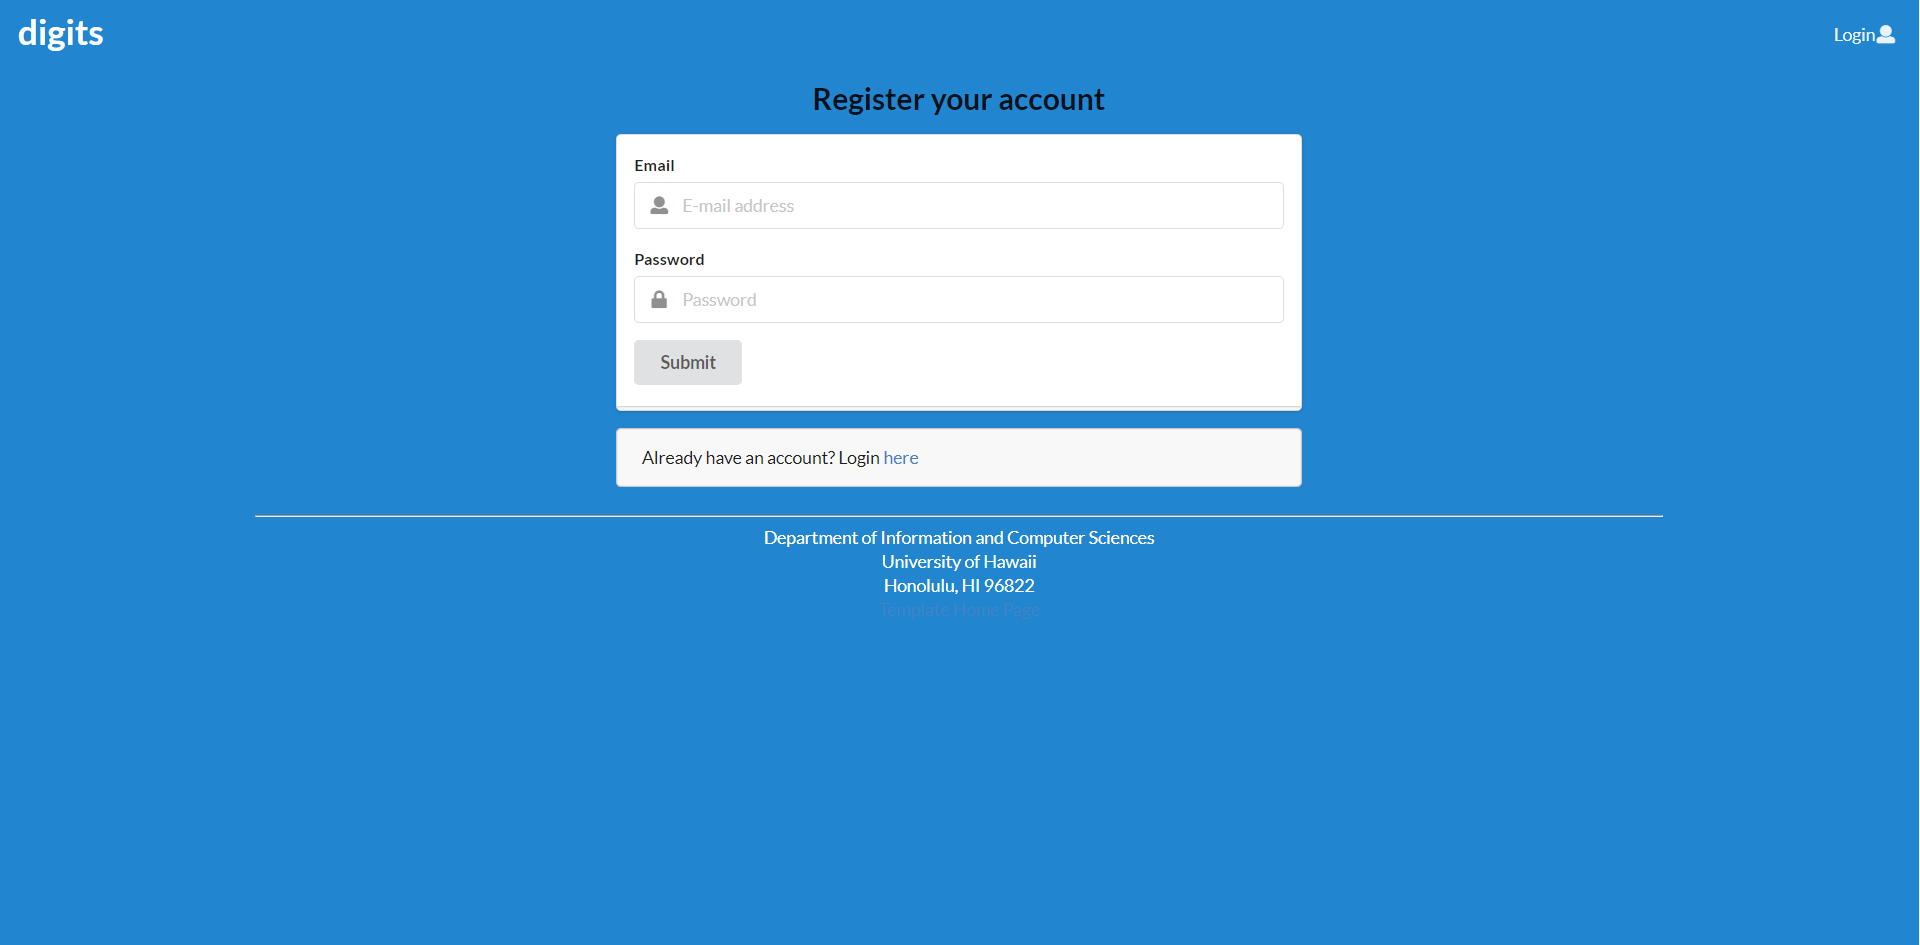 digits
Login
Register your account
Email
E-mail address
Password
Password
Submit
Already have an account? Login here
Department of Information and Computer Sciences
University of Hawaii
Honolulu, HI 96822
Template Home Page